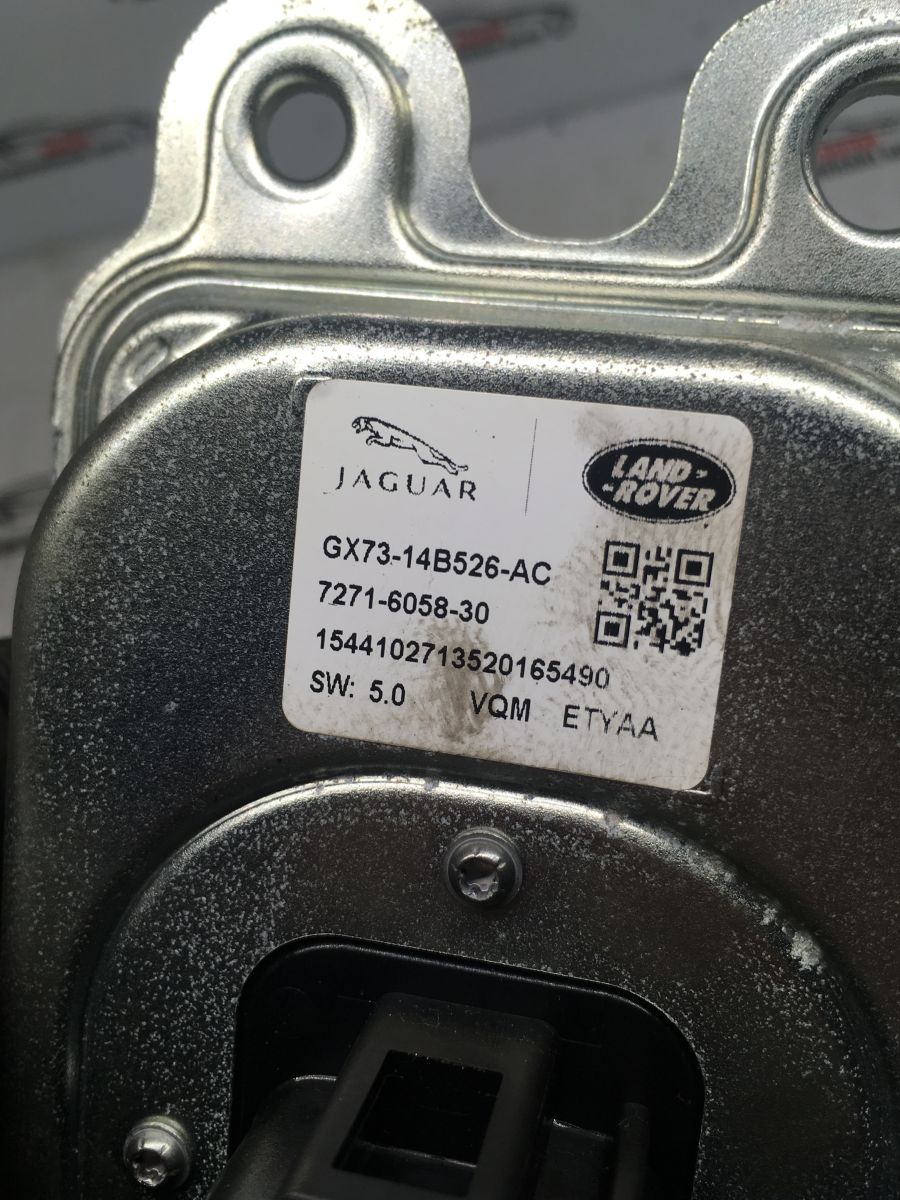 JAGUAR
LAND-
-ROVER
GX73-14B526-AC
7271-6058-30
1544102713520165490
SW: 5.0 VQM ETYAA